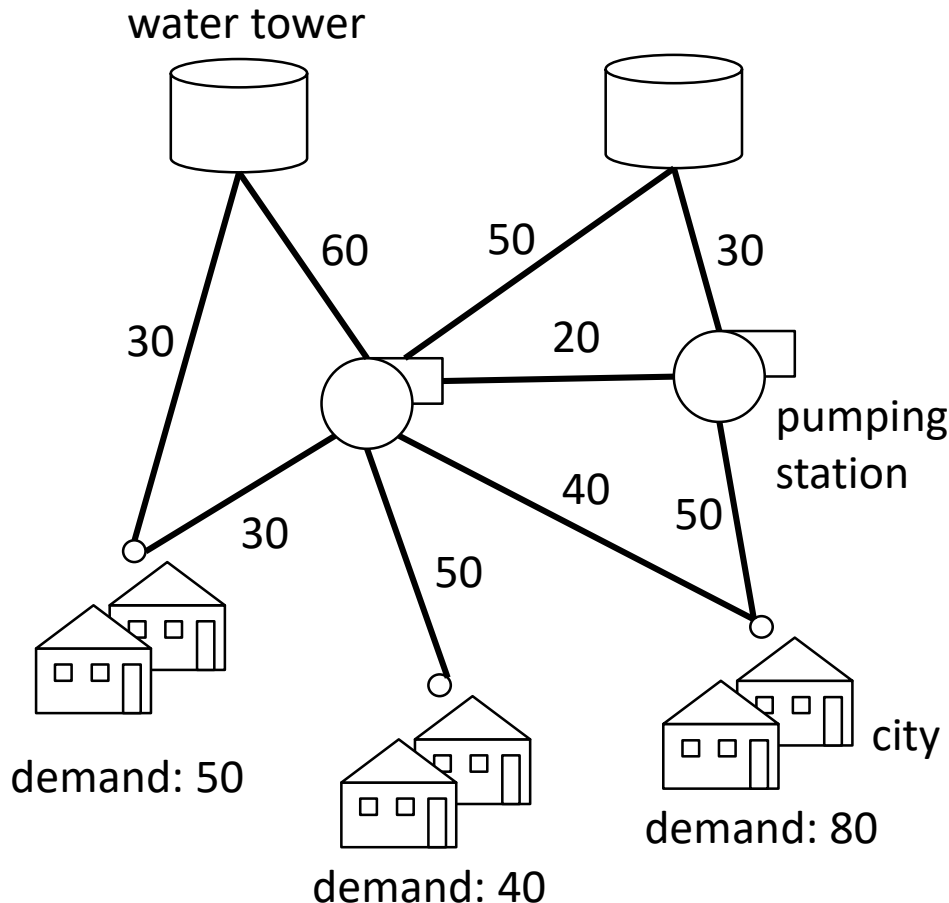 water tower
60
50
30
30
20
pumping
station
40
50
30
50
city
demand: 50
demand: 80
demand: 40